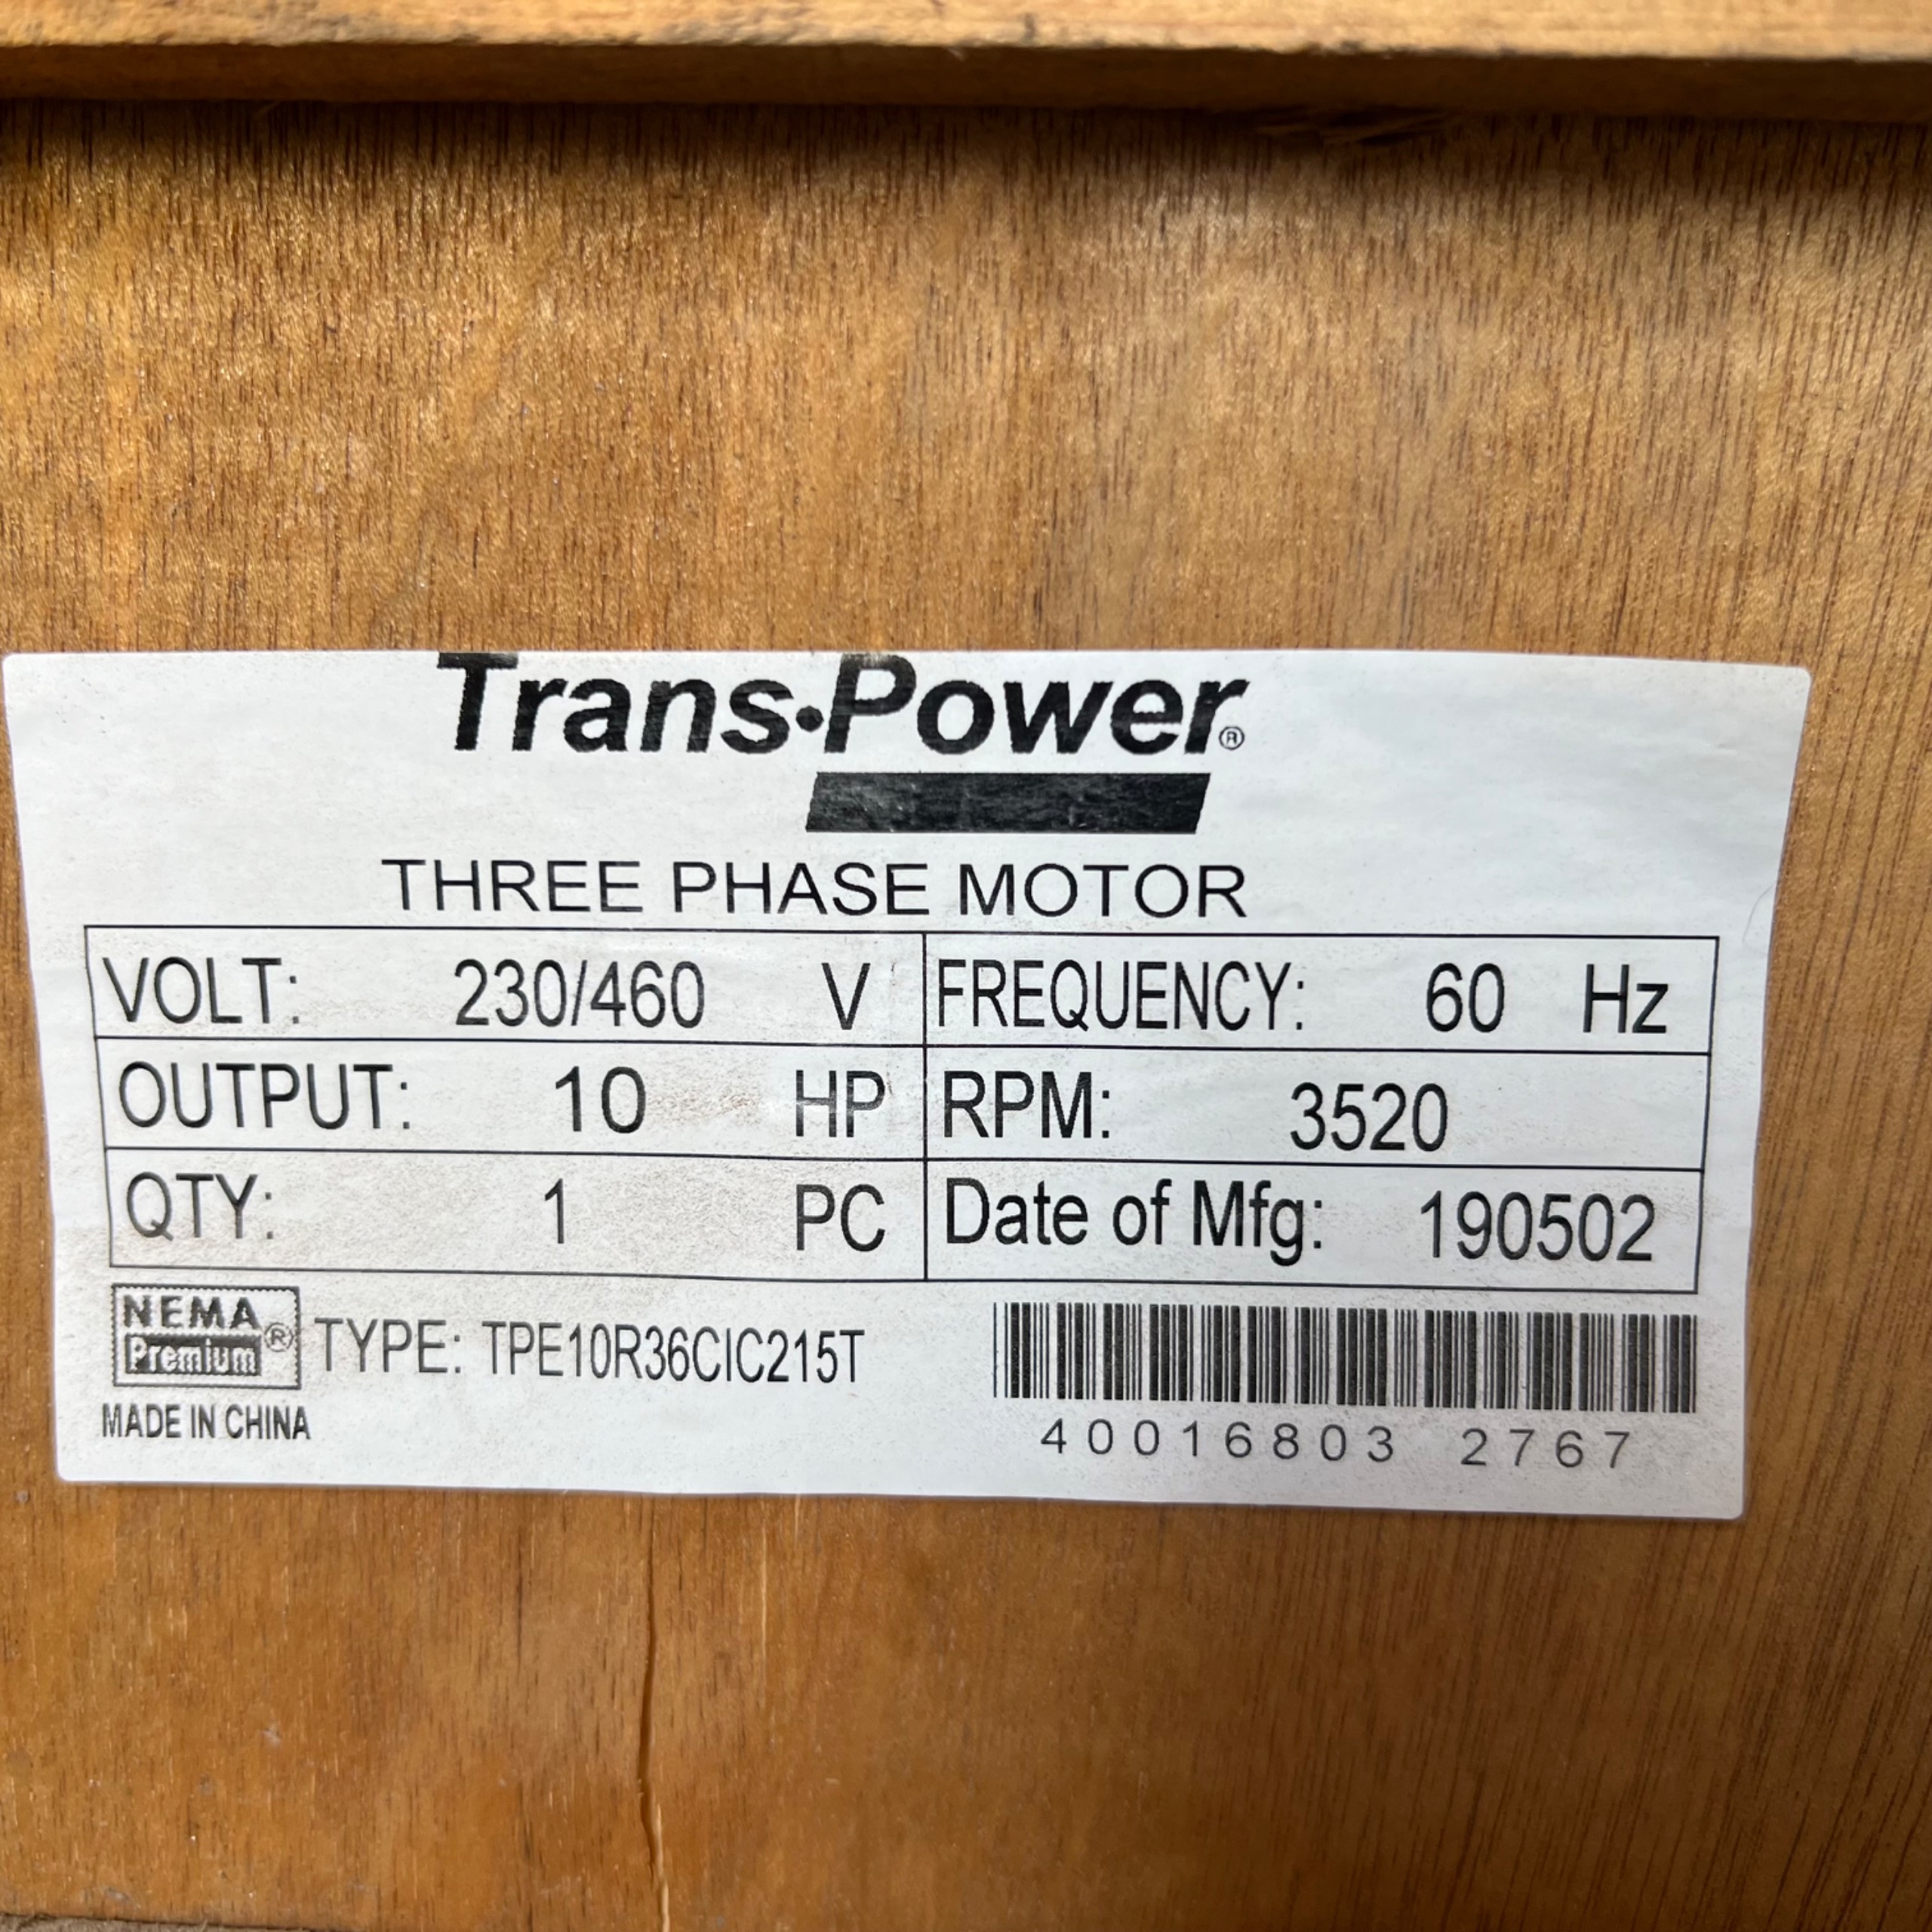 Trans•Power®
THREE PHASE MOTOR
VOLT: 230/460 V FREQUENCY: 60 Hz
OUTPUT: 10 HP RPM: 3520
QTY: 1 PC Date of Mfg: 190502
NEMA
Premium ® TYPE: TPE10R36CIC215T
MADE IN CHINA
40016803 2767